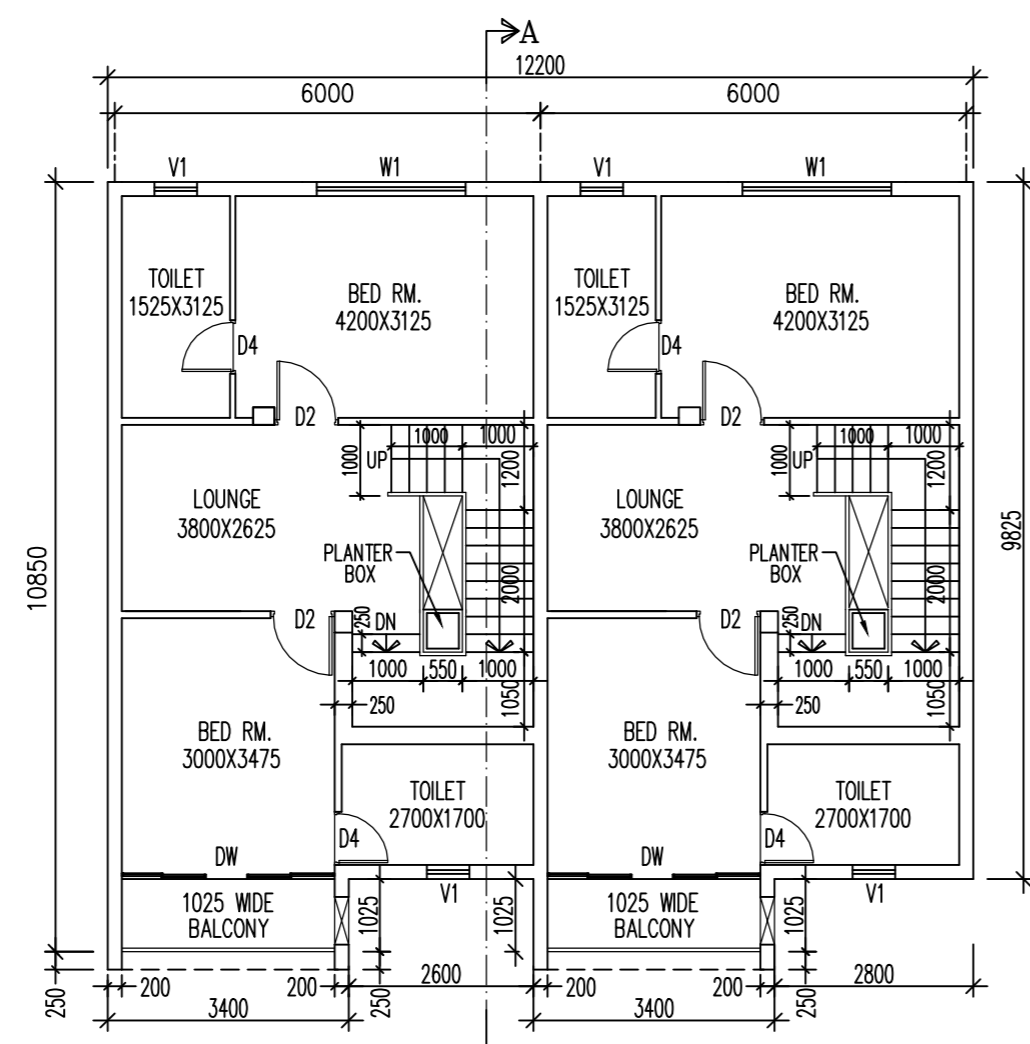 A
12200
6000 6000
V1 W1 V1 W1
TOILET
1525X3125
BED RM.
4200X3125
TOILET
1525X3125
BED RM.
4200X3125
D4 D4
D2 D2
1000 1000 1000 1000
1000 UP 1200 1000 UP 1200
LOUNGE
3800X2625
LOUNGE
3800X2625
10850
9825
PLANTER
BOX
PLANTER
BOX
2000 2000
D2 250 DN D2 250 DN
1000 550 1000 1000 550 1000
250 1050 250 1050
BED RM.
3000X3475
BED RM.
3000X3475
TOILET
2700X1700
TOILET
2700X1700
D4 D4
DW DW
V1 V1
1025 WIDE
BALCONY
1025 WIDE
BALCONY
1025 1025 1025
250 200 200 250 2600 200 200 250 2800
3400 3400